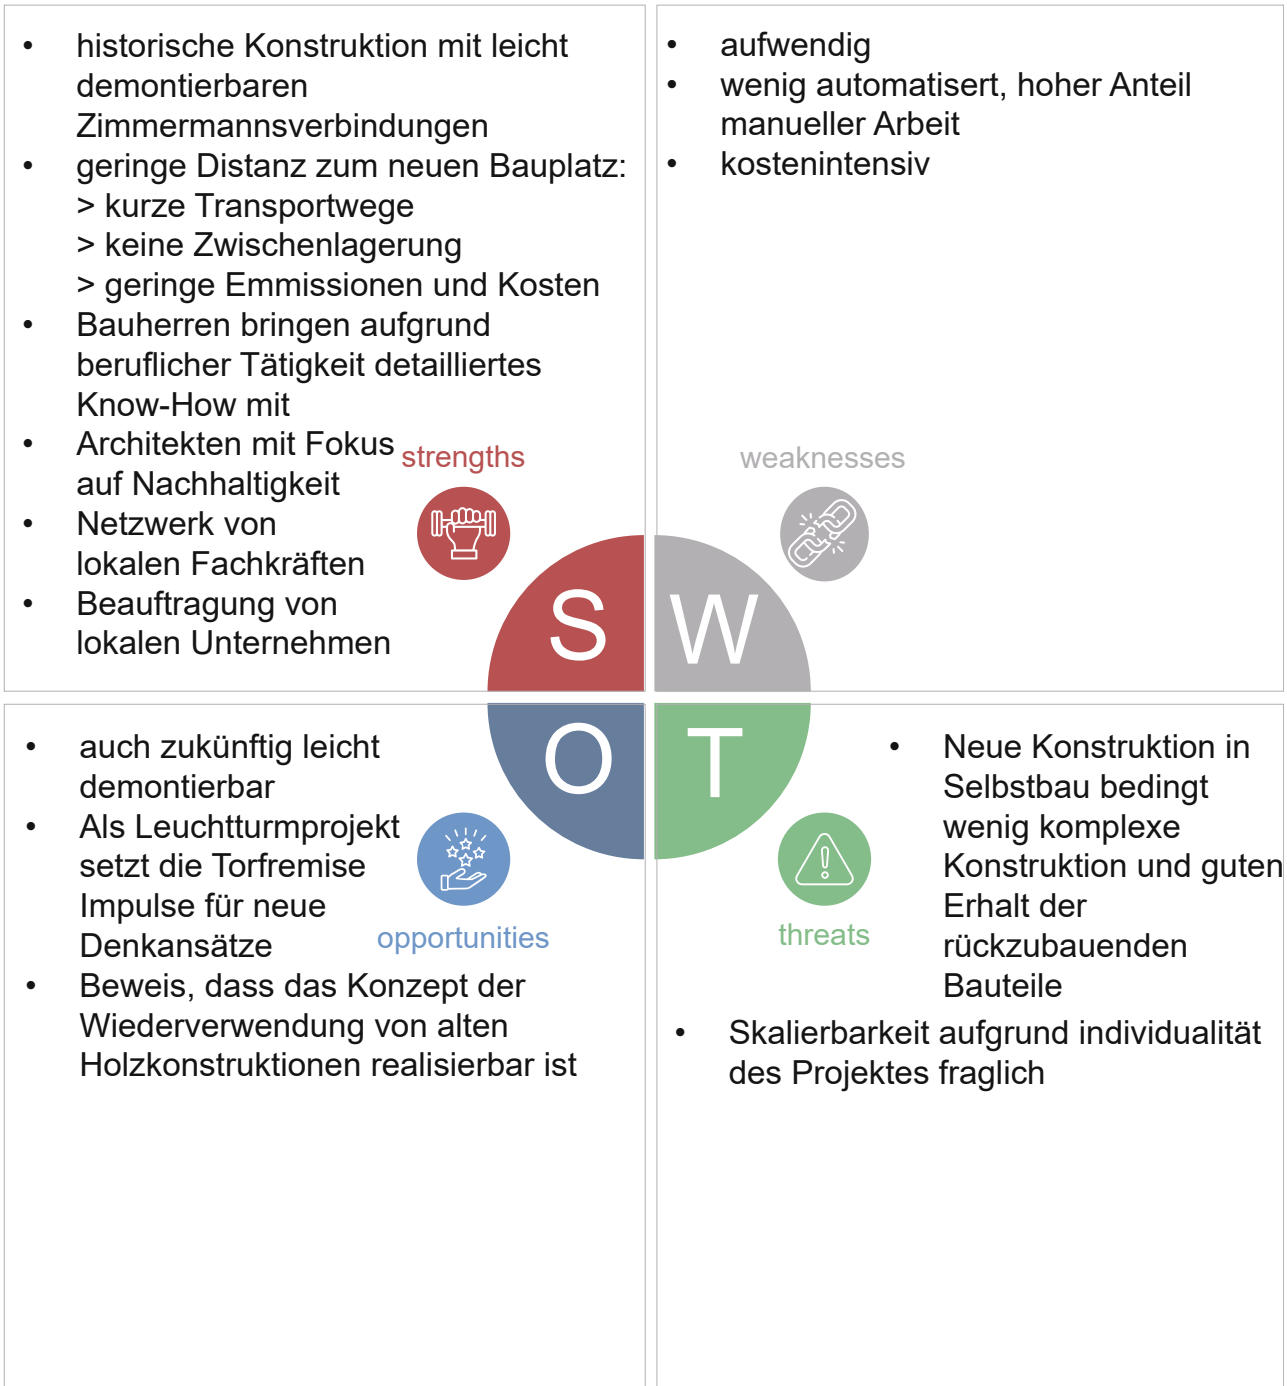 • historische Konstruktion mit leicht
demontierbaren
Zimmermannsverbindungen
• geringe Distanz zum neuen Bauplatz:
> kurze Transportwege
> keine Zwischenlagerung
> geringe Emmissionen und Kosten
• Bauherren bringen aufgrund
beruflicher Tätigkeit detailliertes
Know-How mit
• Architekten mit Fokus
auf Nachhaltigkeit
• Netzwerk von
lokalen Fachkräften
• Beauftragung von
lokalen Unternehmen
strengths
S
• aufwendig
• wenig automatisert, hoher Anteil
manueller Arbeit
• kostenintensiv
weaknesses
W
• auch zukünftig leicht
demontierbar
• Als Leuchtturmprojekt
setzt die Torfremise
Impulse für neue
Denkansätze
• Beweis, dass das Konzept der
Wiederverwendung von alten
Holzkonstruktionen realisierbar ist
O
opportunities
T
threats
• Neue Konstruktion in
Selbstbau bedingt
wenig komplexe
Konstruktion und guten
Erhalt der
rückzubauenden
Bauteile
• Skalierbarkeit aufgrund individualität
des Projektes fraglich